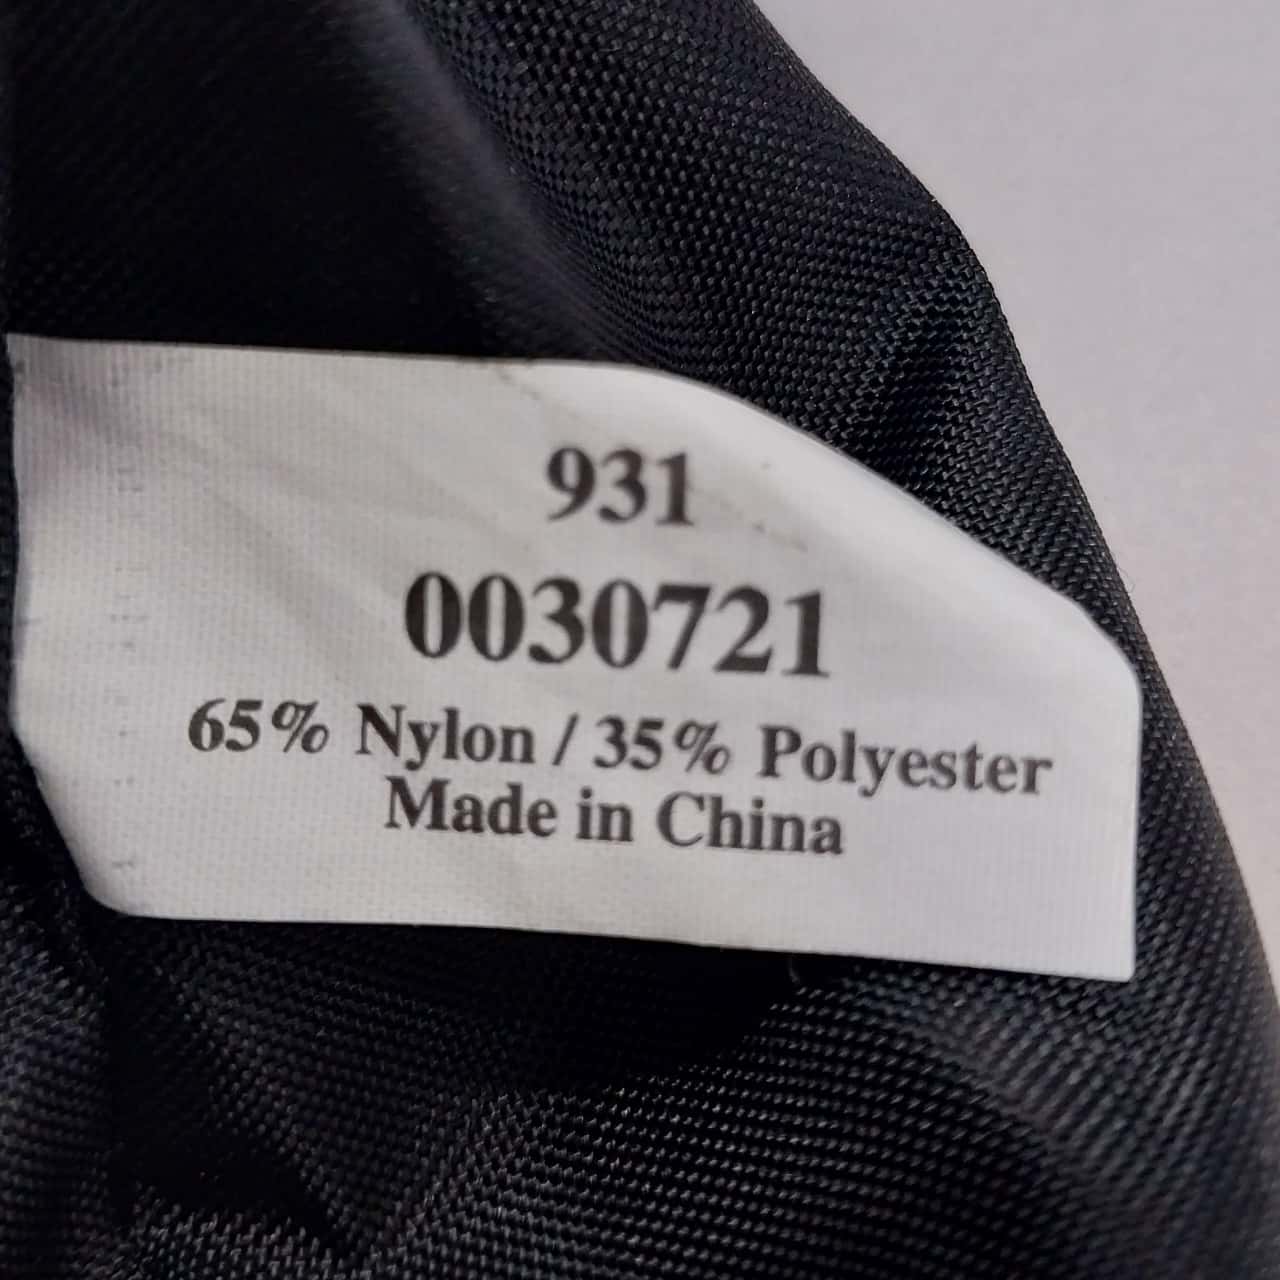 931
0030721
65% Nylon / 35% Polyester
Made in China